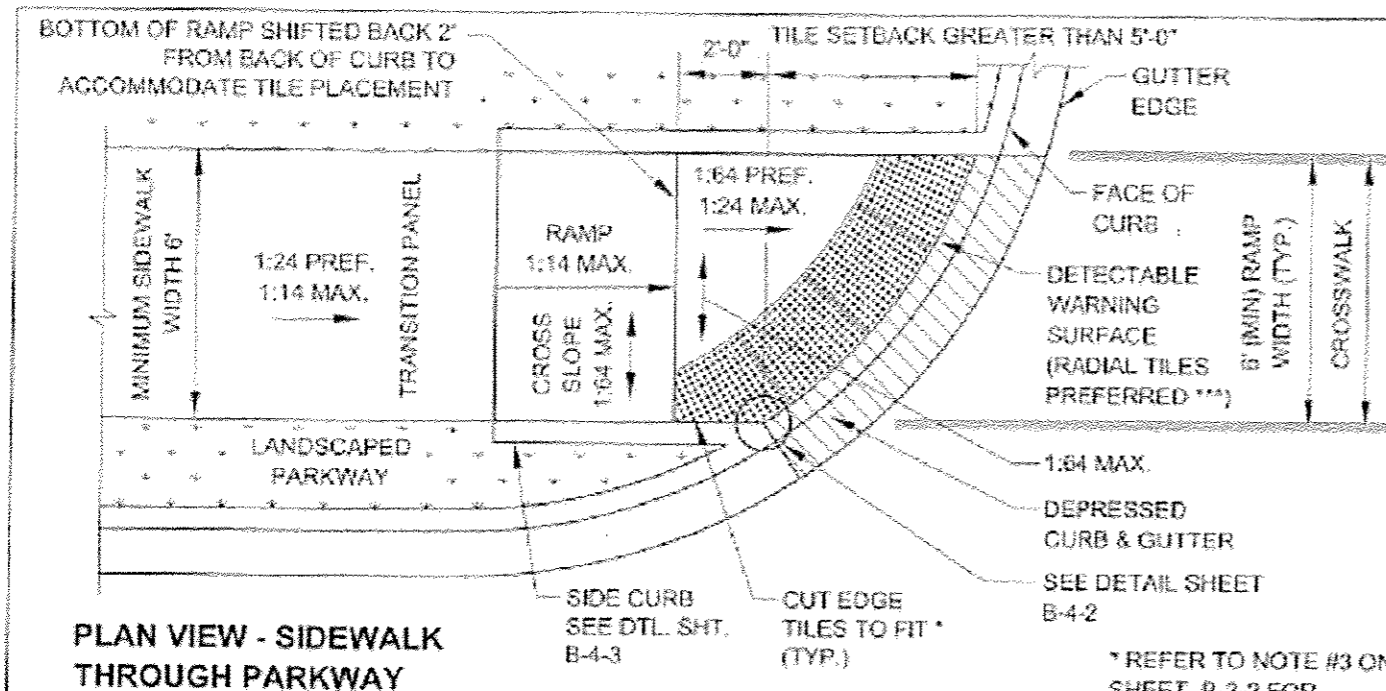 BOTTOM OF RAMP SHIFTED BACK 2'
FROM BACK OF CURB TO
ACCOMMODATE TILE PLACEMENT
2'-0"
TILE SETBACK GREATER THAN 5'-0"
GUTTER
EDGE
MINIMUM SIDEWALK
WIDTH 6'
1:24 PREF.
1:14 MAX.
TRANSITION PANEL
RAMP
1:14 MAX.
CROSS
SLOPE
1:64 MAX.
1:64 PREF.
1:24 MAX.
FACE OF
CURB
DETECTABLE
WARNING
SURFACE
(RADIAL TILES
PREFERRED ***)
6' (MIN) RAMP
WIDTH (TYP.)
CROSSWALK
LANDSCAPED
PARKWAY
1:64 MAX.
DEPRESSED
CURB & GUTTER
SEE DETAIL SHEET
B-4-2
SIDE CURB
SEE DTL. SHT.
B-4-3
CUT EDGE
TILES TO FIT *
(TYP.)
PLAN VIEW - SIDEWALK
THROUGH PARKWAY
* REFER TO NOTE #3 ON
SHEET FOR